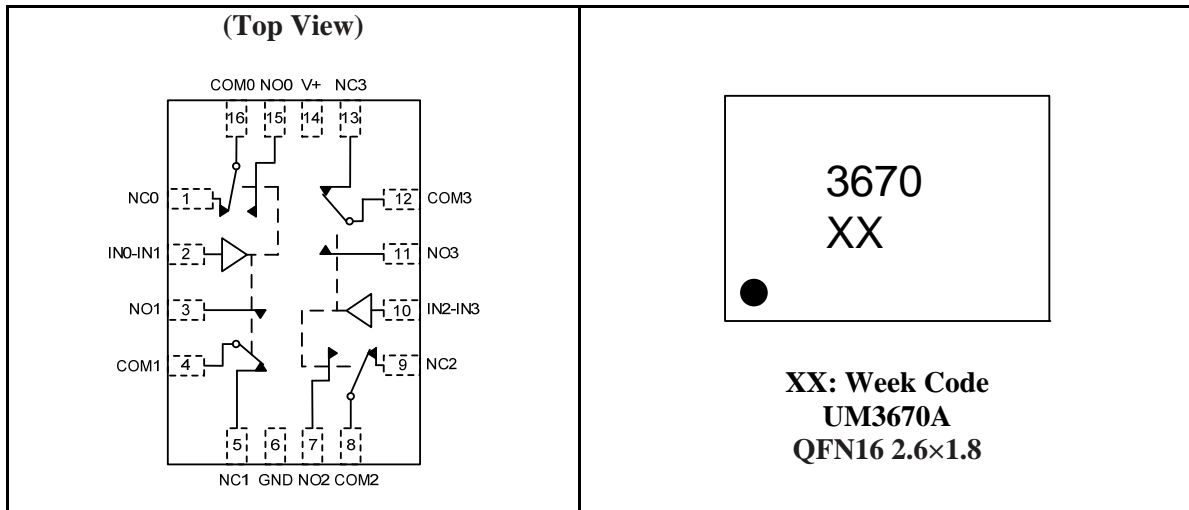 (Top View)
COM0 NO0 V+ NC3
16 15 14 13
NC0 1 12 COM3
IN0-IN1 2 11 NO3
NO1 3 10 IN2-IN3
COM1 4 9 NC2
5 6 7 8
NC1 GND NO2 COM2
3670
XX
XX: Week Code
UM3670A
QFN16 2.6×1.8